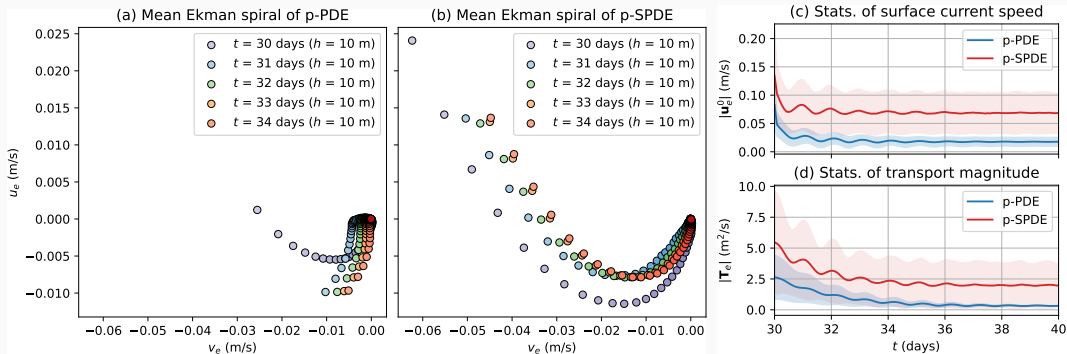 (a) Mean Ekman spiral of p-PDE
0.025
0.020
0.015
0.010
0.005
0.000
−0.005
−0.010
u_e (m/s)
t = 30 days (h = 10 m)
t = 31 days (h = 10 m)
t = 32 days (h = 10 m)
t = 33 days (h = 10 m)
t = 34 days (h = 10 m)
−0.06 −0.05 −0.04 −0.03 −0.02 −0.01 0.00
v_e (m/s)
(b) Mean Ekman spiral of p-SPDE
t = 30 days (h = 10 m)
t = 31 days (h = 10 m)
t = 32 days (h = 10 m)
t = 33 days (h = 10 m)
t = 34 days (h = 10 m)
−0.06 −0.05 −0.04 −0.03 −0.02 −0.01 0.00
v_e (m/s)
(c) Stats. of surface current speed
0.20
0.15
0.10
0.05
0.00
|u_e^0| (m/s)
p-PDE
p-SPDE
(d) Stats. of transport magnitude
10.0
7.5
5.0
2.5
0.0
|T_e| (m²/s)
p-PDE
p-SPDE
30 32 34 36 38 40
t (days)